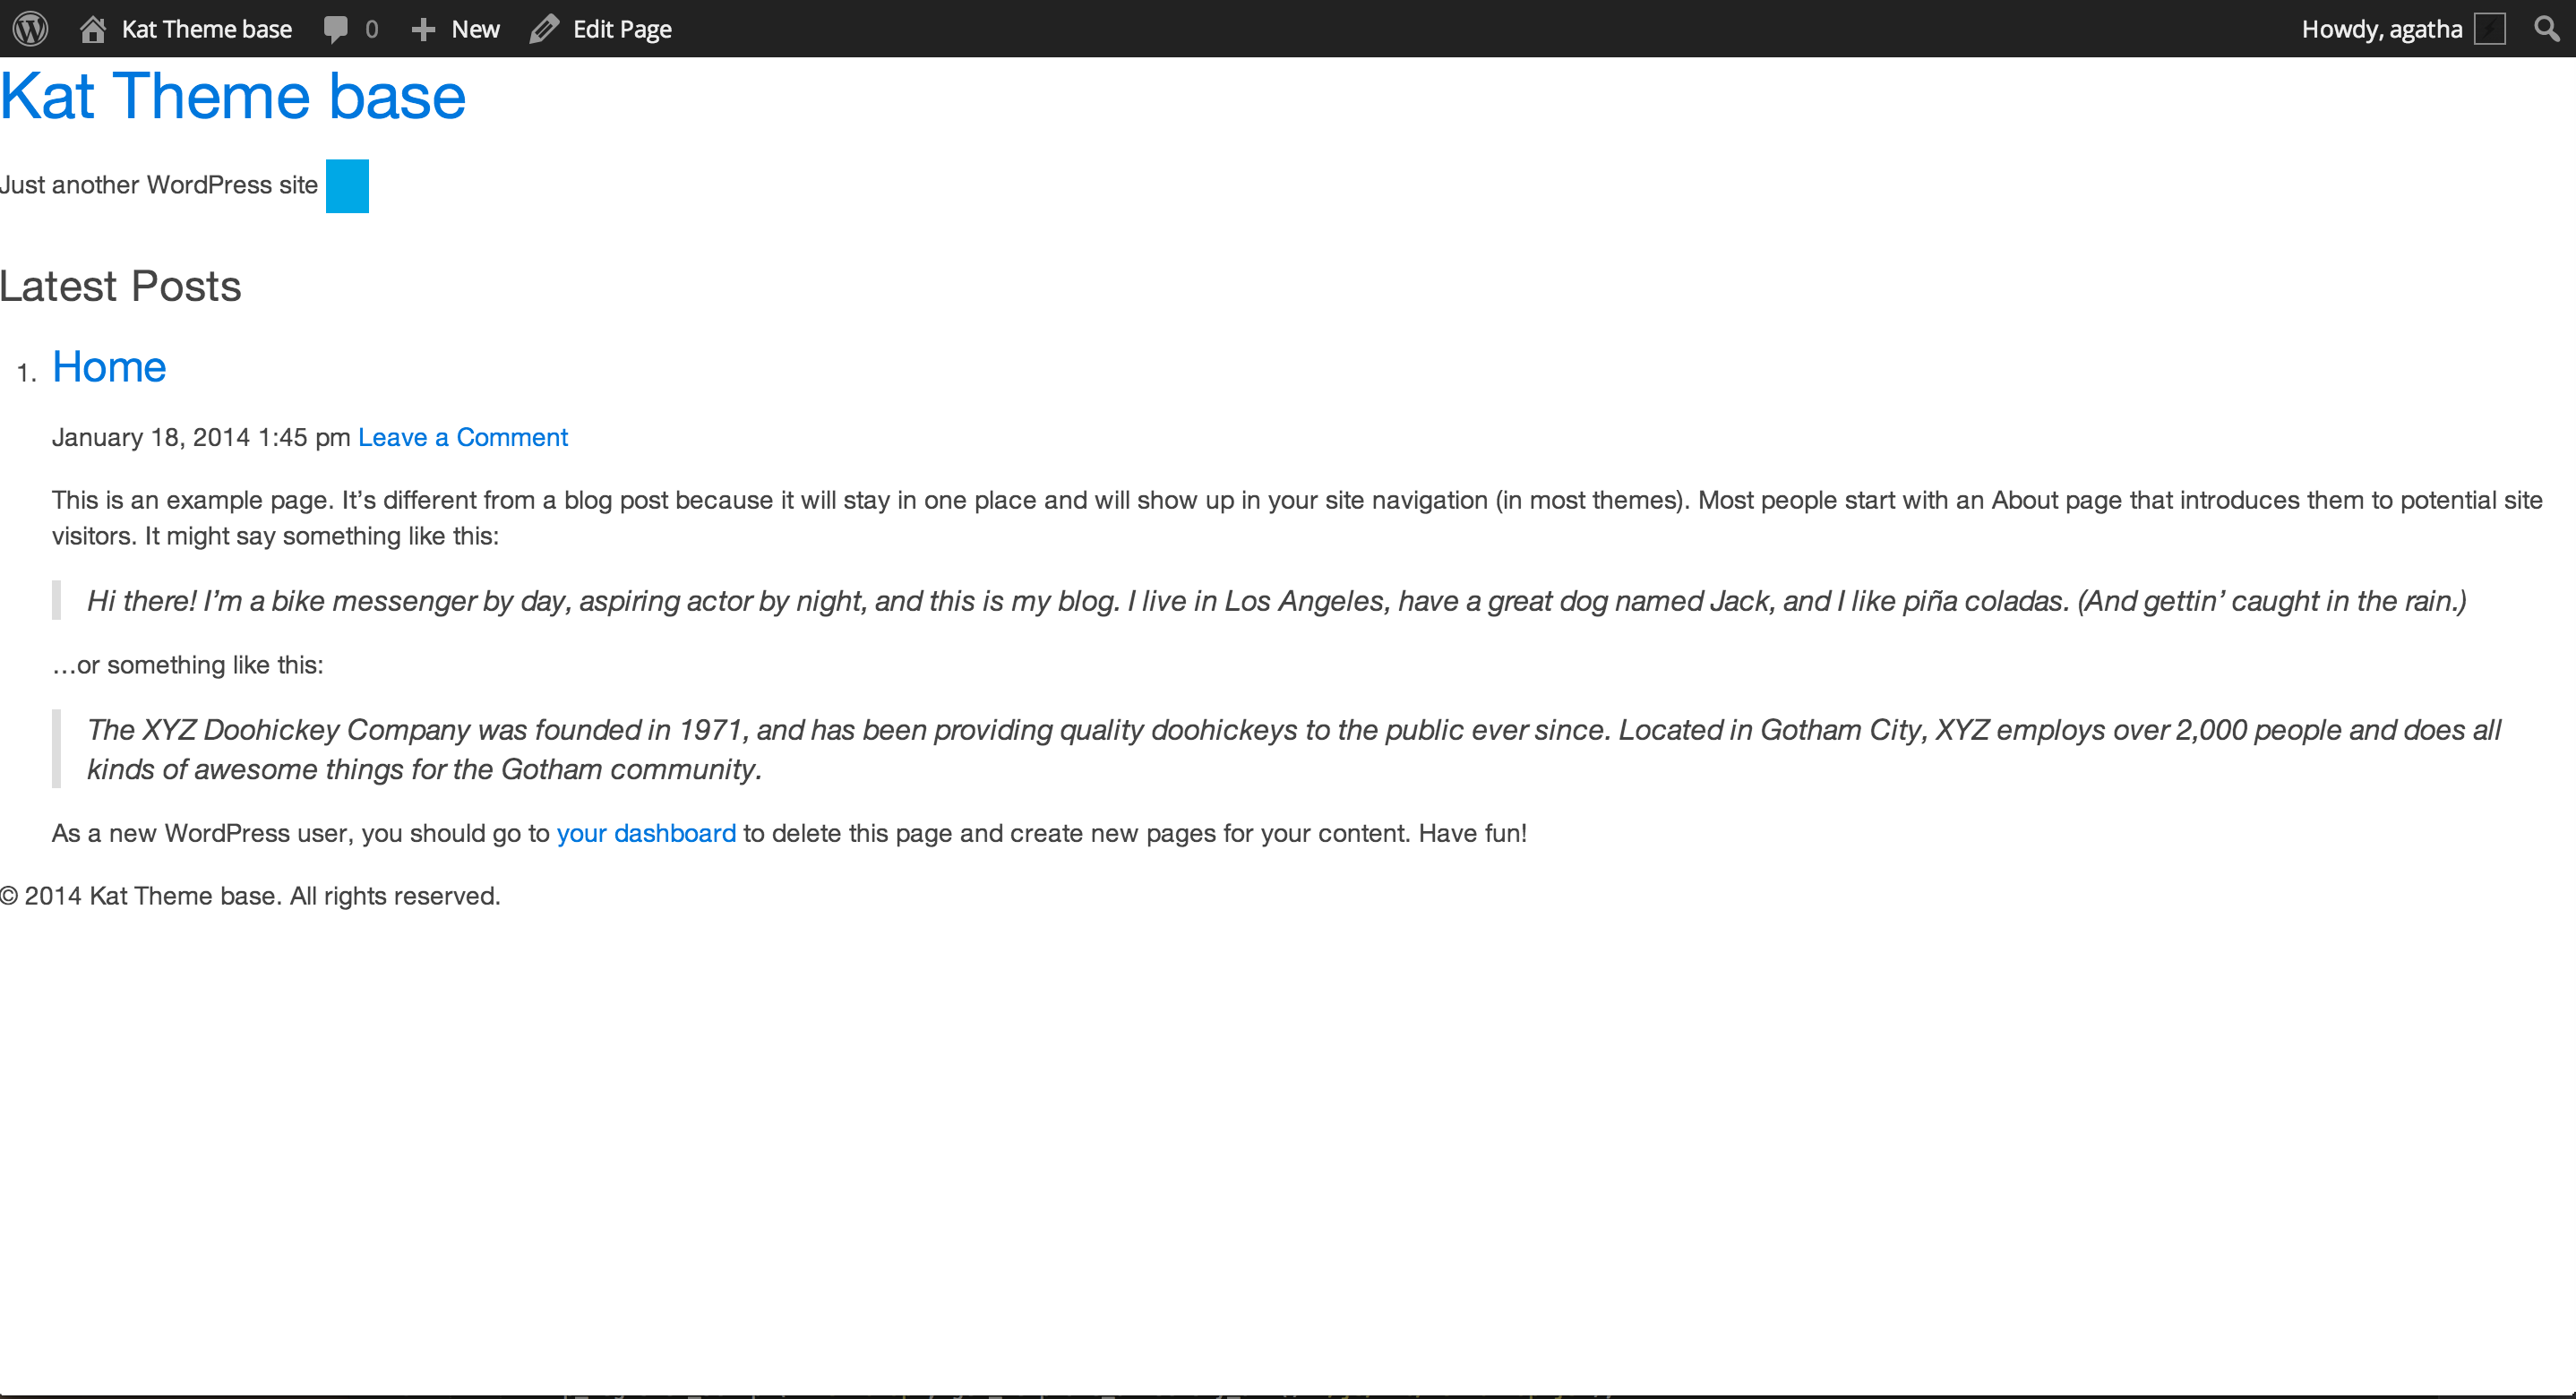 Kat Theme base 0 New Edit Page Howdy, agatha
Kat Theme base
Just another WordPress site
Latest Posts
1. Home
January 18, 2014 1:45 pm Leave a Comment
This is an example page. It’s different from a blog post because it will stay in one place and will show up in your site navigation (in most themes). Most people start with an About page that introduces them to potential site
visitors. It might say something like this:
Hi there! I’m a bike messenger by day, aspiring actor by night, and this is my blog. I live in Los Angeles, have a great dog named Jack, and I like piña coladas. (And gettin’ caught in the rain.)
…or something like this:
The XYZ Doohickey Company was founded in 1971, and has been providing quality doohickeys to the public ever since. Located in Gotham City, XYZ employs over 2,000 people and does all
kinds of awesome things for the Gotham community.
As a new WordPress user, you should go to your dashboard to delete this page and create new pages for your content. Have fun!
© 2014 Kat Theme base. All rights reserved.